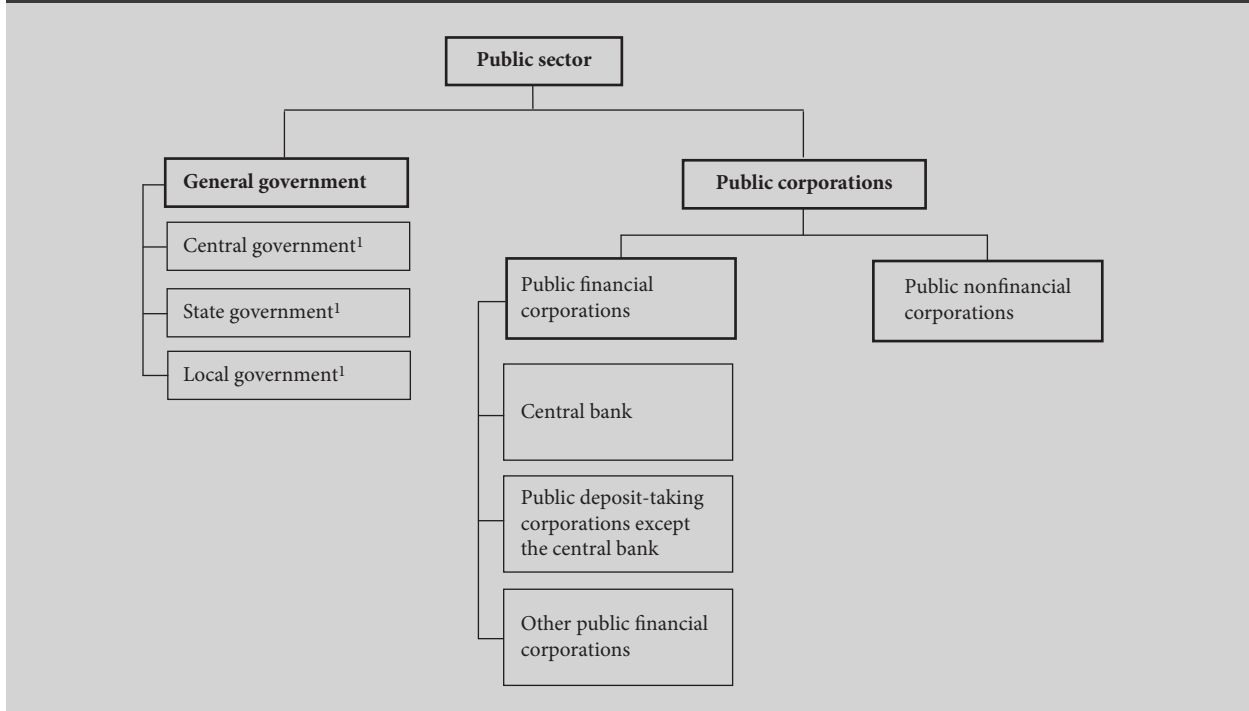 Public sector
General government
Central government¹
State government¹
Local government¹
Public corporations
Public financial
corporations
Central bank
Public deposit-taking
corporations except
the central bank
Other public financial
corporations
Public nonfinancial
corporations